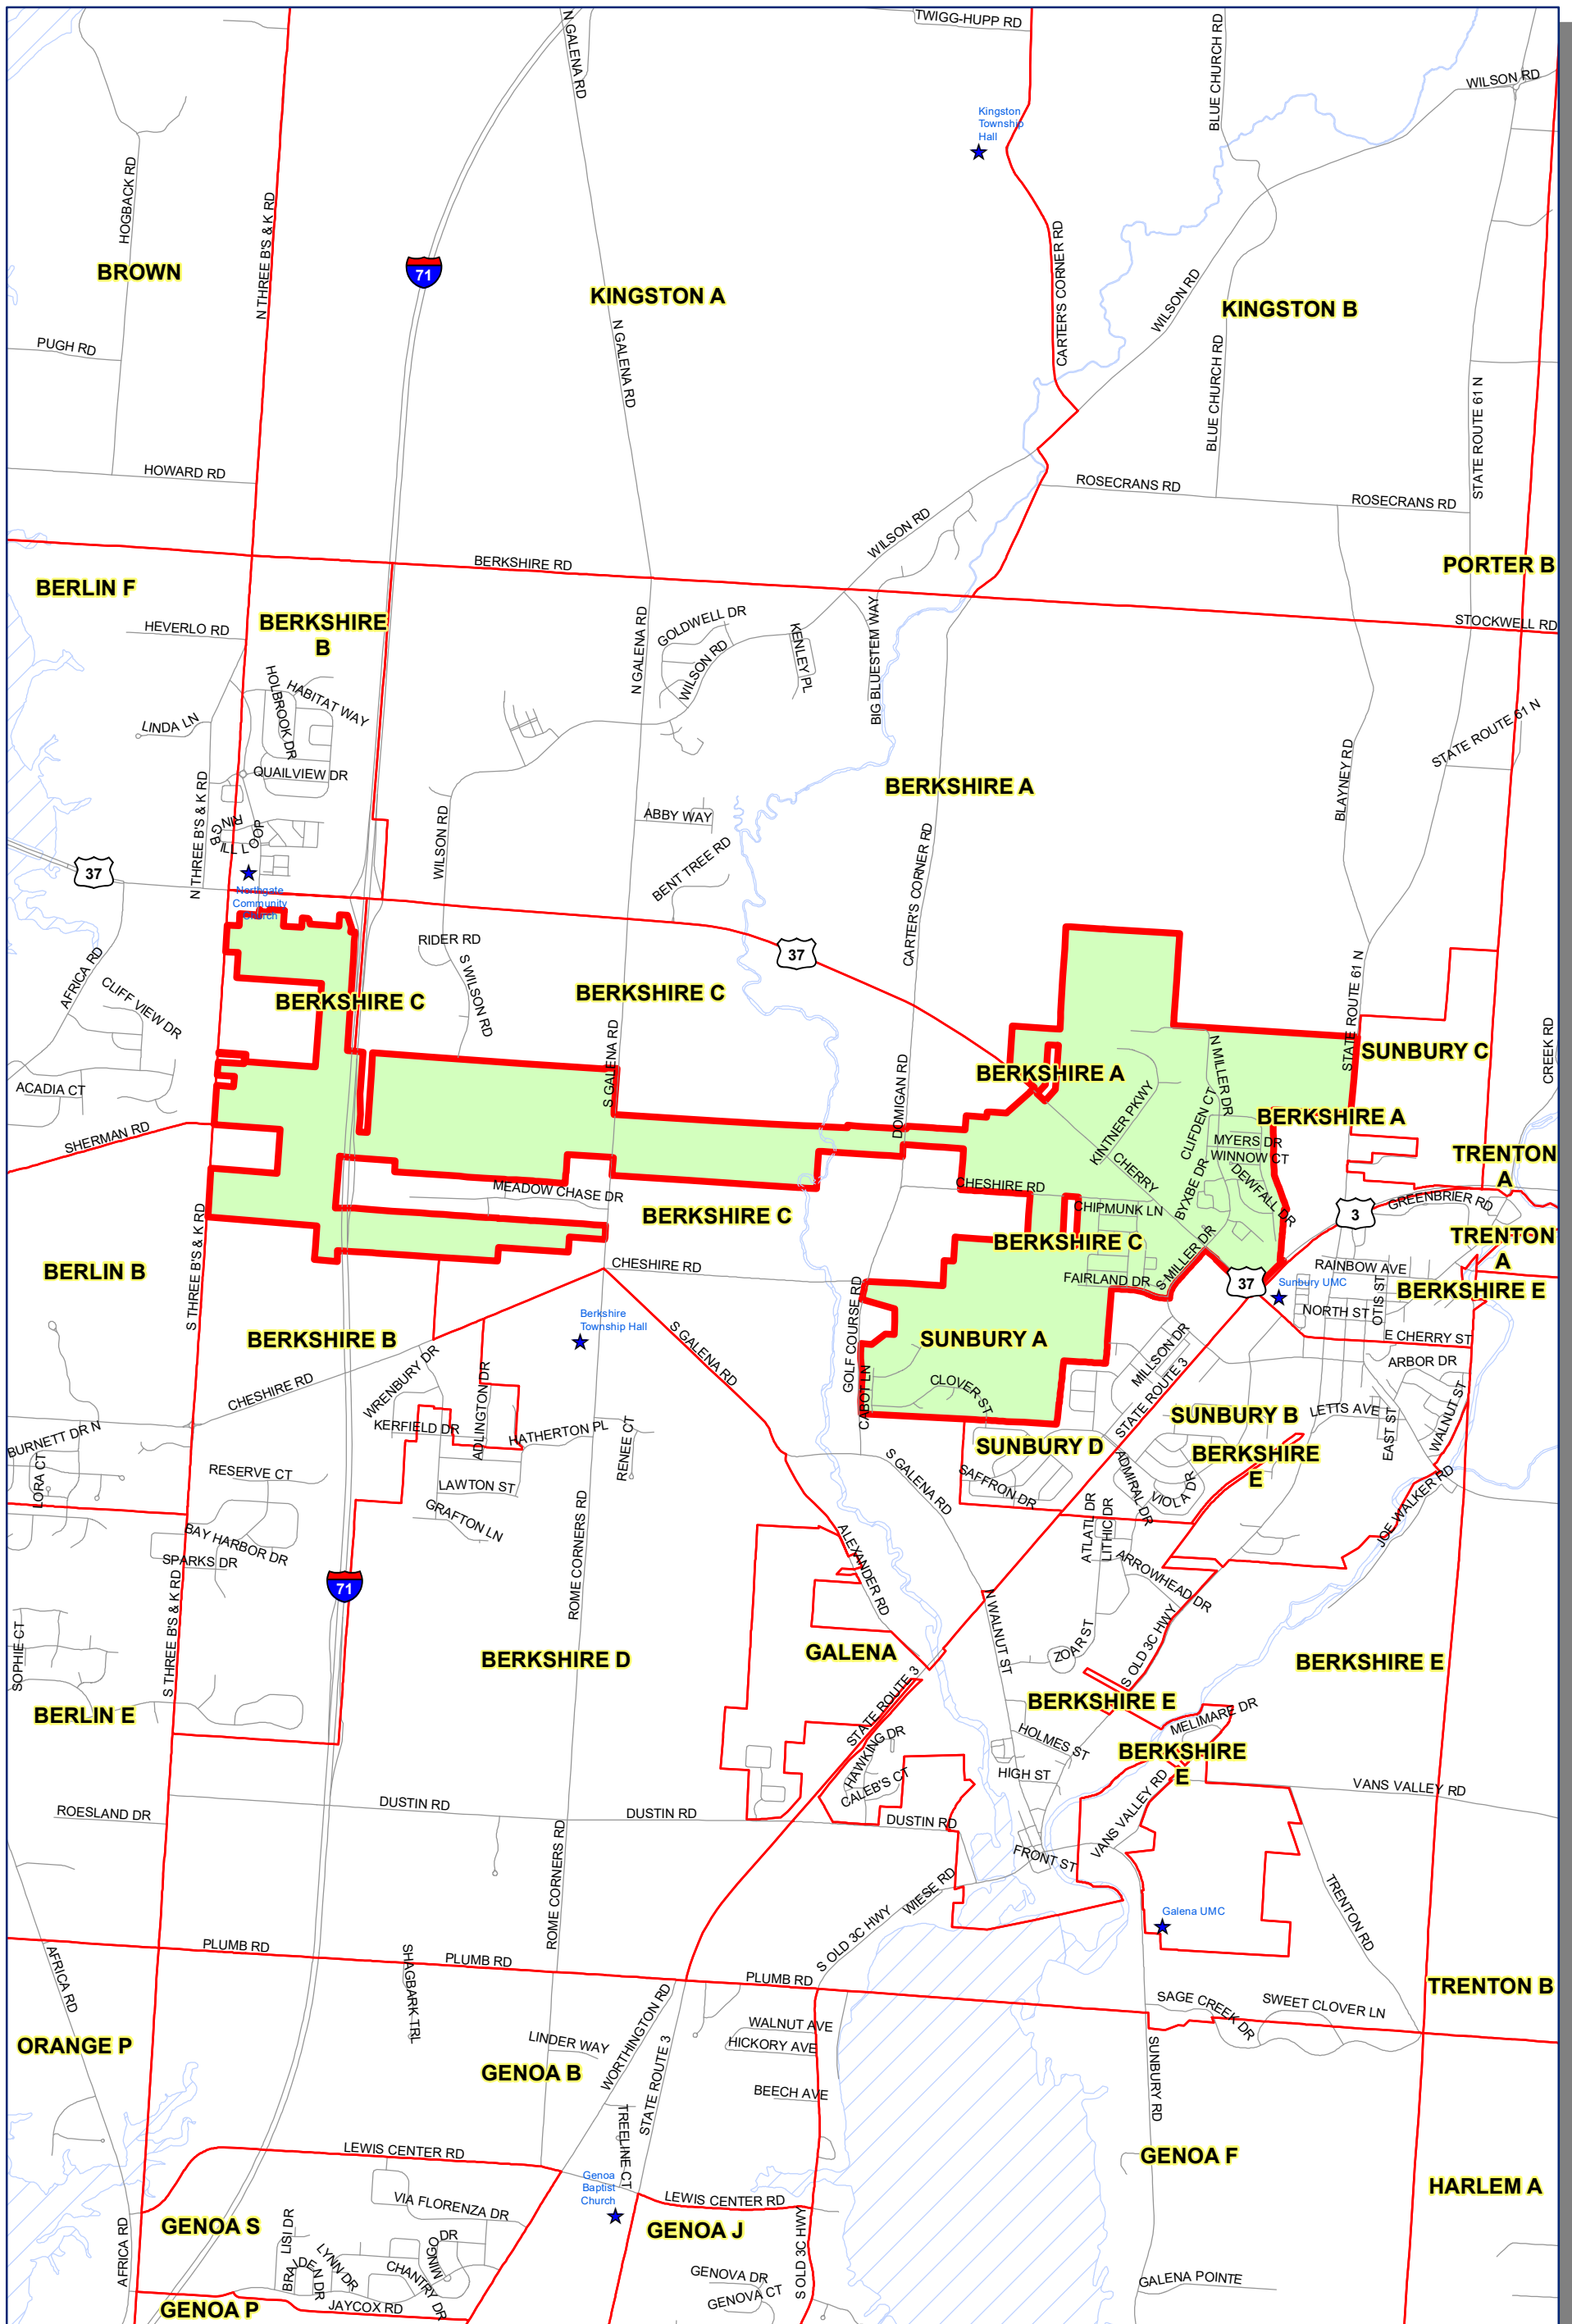 TWIGG-HUPP RD
N GALENA RD
BLUE CHURCH RD
WILSON RD
Kingston
Township
Hall
HOGBACK RD
N THREE B'S & K RD
CARTER'S CORNER RD
BROWN
71
KINGSTON A
WILSON RD
KINGSTON B
PUGH RD
N GALENA RD
BLUE CHURCH RD
STATE ROUTE 61 N
HOWARD RD
ROSECRANS RD
ROSECRANS RD
WILSON RD
BERKSHIRE RD
PORTER B
BERLIN F
BERKSHIRE
B
HEVERLO RD
GOLDWELL DR
WILSON RD
N GALENA RD
KENLEY PL
BIG BLUESTEM WAY
STOCKWELL RD
HOLBROOK DR
HABITAT WAY
LINDA LN
QUAILVIEW DR
STATE ROUTE 61 N
BLAYNEY RD
BERKSHIRE A
N THREE B'S & K RD
RING B
ILL LOOP
WILSON RD
ABBY WAY
BENT TREE RD
CARTER'S CORNER RD
37
Northgate
Community
Church
RIDER RD
S WILSON RD
37
AFRICA RD
CLIFF VIEW DR
BERKSHIRE C
BERKSHIRE C
STATE ROUTE 61 N
SUNBURY C
CREEK RD
S GALENA RD
BERKSHIRE A
N MILLER DR
ACADIA CT
DOMIGAN RD
KINTNER PKWY
CLIFDEN CT
BERKSHIRE A
SHERMAN RD
MYERS DR
WINNOW CT
TRENTON
A
CHERRY
DEWFALL DR
BYXBE DR
MEADOW CHASE DR
CHESHIRE RD
CHIPMUNK LN
GREENBRIER RD
3
BERKSHIRE C
BERKSHIRE C
TRENTON
A
S THREE B'S & K RD
BERLIN B
CHESHIRE RD
FAIRLAND DR
S MILLER DR
37
Sunbury UMC
RAINBOW AVE
OTIS ST
BERKSHIRE E
NORTH ST
E CHERRY ST
Berkshire
Township Hall
BERKSHIRE B
S GALENA RD
GOLF COURSE RD
SUNBURY A
MILLSON DR
STATE ROUTE 3
ARBOR DR
CHESHIRE RD
WRENBURY DR
ADLINGTON DR
CABOT LN
CLOVER ST
SUNBURY B
LETTS AVE
EAST ST
WALNUT ST
BURNETT DR N
LORA CT
KERFIELD DR
HATHERTON PL
RENEE CT
SUNBURY D
BERKSHIRE
E
RESERVE CT
LAWTON ST
GRAFTON LN
S GALENA RD
SAFFRON DR
ADMIRAL DR
VIOLA DR
JOE WALKER RD
BAY HARBOR DR
SPARKS DR
ROME CORNERS RD
ALEXANDER RD
ATLATL DR
LITHIC DR
ARROWHEAD DR
71
SOPHIE CT
S THREE B'S & K RD
BERKSHIRE D
GALENA
N WALNUT ST
ZOAR ST
S OLD 3C HWY
BERKSHIRE E
BERLIN E
STATE ROUTE 3
BERKSHIRE E
MELIMARE DR
HAWKING DR
HOLMES ST
BERKSHIRE
E
CALEB'S CT
HIGH ST
VANS VALLEY RD
VANS VALLEY RD
ROESLAND DR
DUSTIN RD
DUSTIN RD
DUSTIN RD
FRONT ST
ROME CORNERS RD
WIESE RD
S OLD 3C HWY
Galena UMC
TRENTON RD
AFRICA RD
PLUMB RD
SHAGBARK TRL
PLUMB RD
PLUMB RD
TRENTON B
SAGE CREEK DR
SWEET CLOVER LN
WORTHINGTON RD
STATE ROUTE 3
WALNUT AVE
HICKORY AVE
ORANGE P
LINDER WAY
GENOA B
BEECH AVE
SUNBURY RD
TREELINE CT
LEWIS CENTER RD
GENOA F
Genoa
Baptist
Church
LEWIS CENTER RD
HARLEM A
VIA FLORENZA DR
GENOA S
GENOA J
S OLD 3C HWY
AFRICA RD
LISI DR
BRADEN DR
LYNN DR
CHANTRY DR
MINGO
DR
GENOVA DR
GENOVA CT
GALENA POINTE
GENOA P
JAYCOX RD